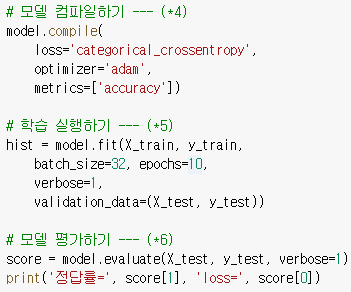 # 모델 컴파일하기 --- (*4)
model.compile(
    loss='categorical_crossentropy',
    optimizer='adam',
    metrics=['accuracy'])

# 학습 실행하기 --- (*5)
hist = model.fit(X_train, y_train,
    batch_size=32, epochs=10,
    verbose=1,
    validation_data=(X_test, y_test))

# 모델 평가하기 --- (*6)
score = model.evaluate(X_test, y_test, verbose=1)
print('정답률=', score[1], 'loss=', score[0])